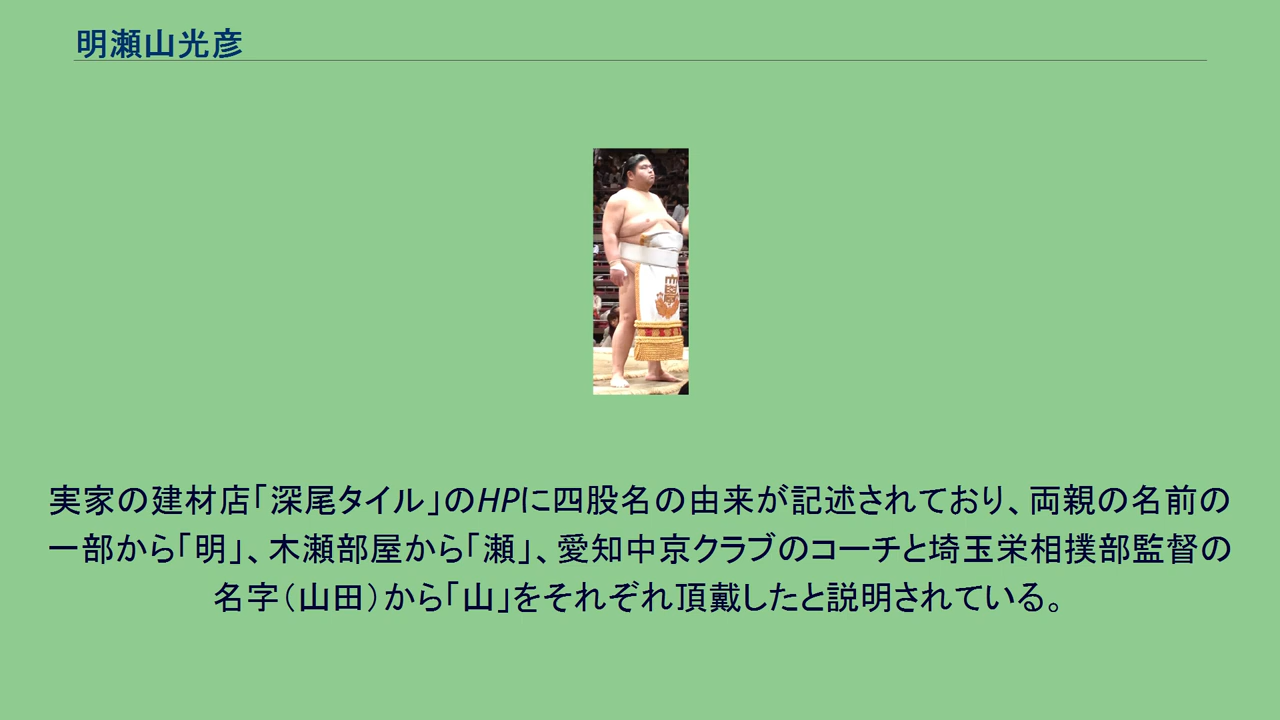 明瀬山光彦
実家の建材店「深尾タイル」のHPに四股名の由来が記述されており、両親の名前の
一部から「明」、木瀬部屋から「瀬」、愛知中京クラブのコーチと埼玉栄相撲部監督の
名字（山田）から「山」をそれぞれ頂戴したと説明されている。